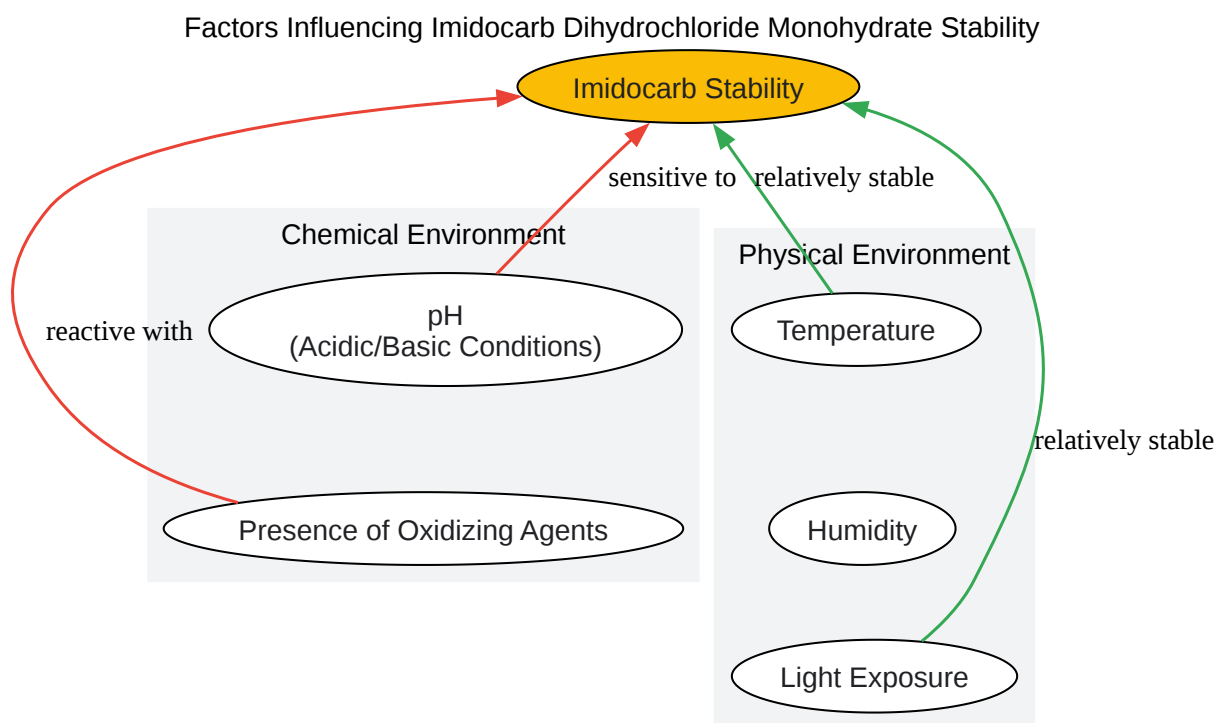 Factors Influencing Imidocarb Dihydrochloride Monohydrate Stability
Imidocarb Stability
sensitive to
relatively stable
Chemical Environment
Physical Environment
pH
(Acidic/Basic Conditions)
Temperature
reactive with
relatively stable
Presence of Oxidizing Agents
Humidity
Light Exposure